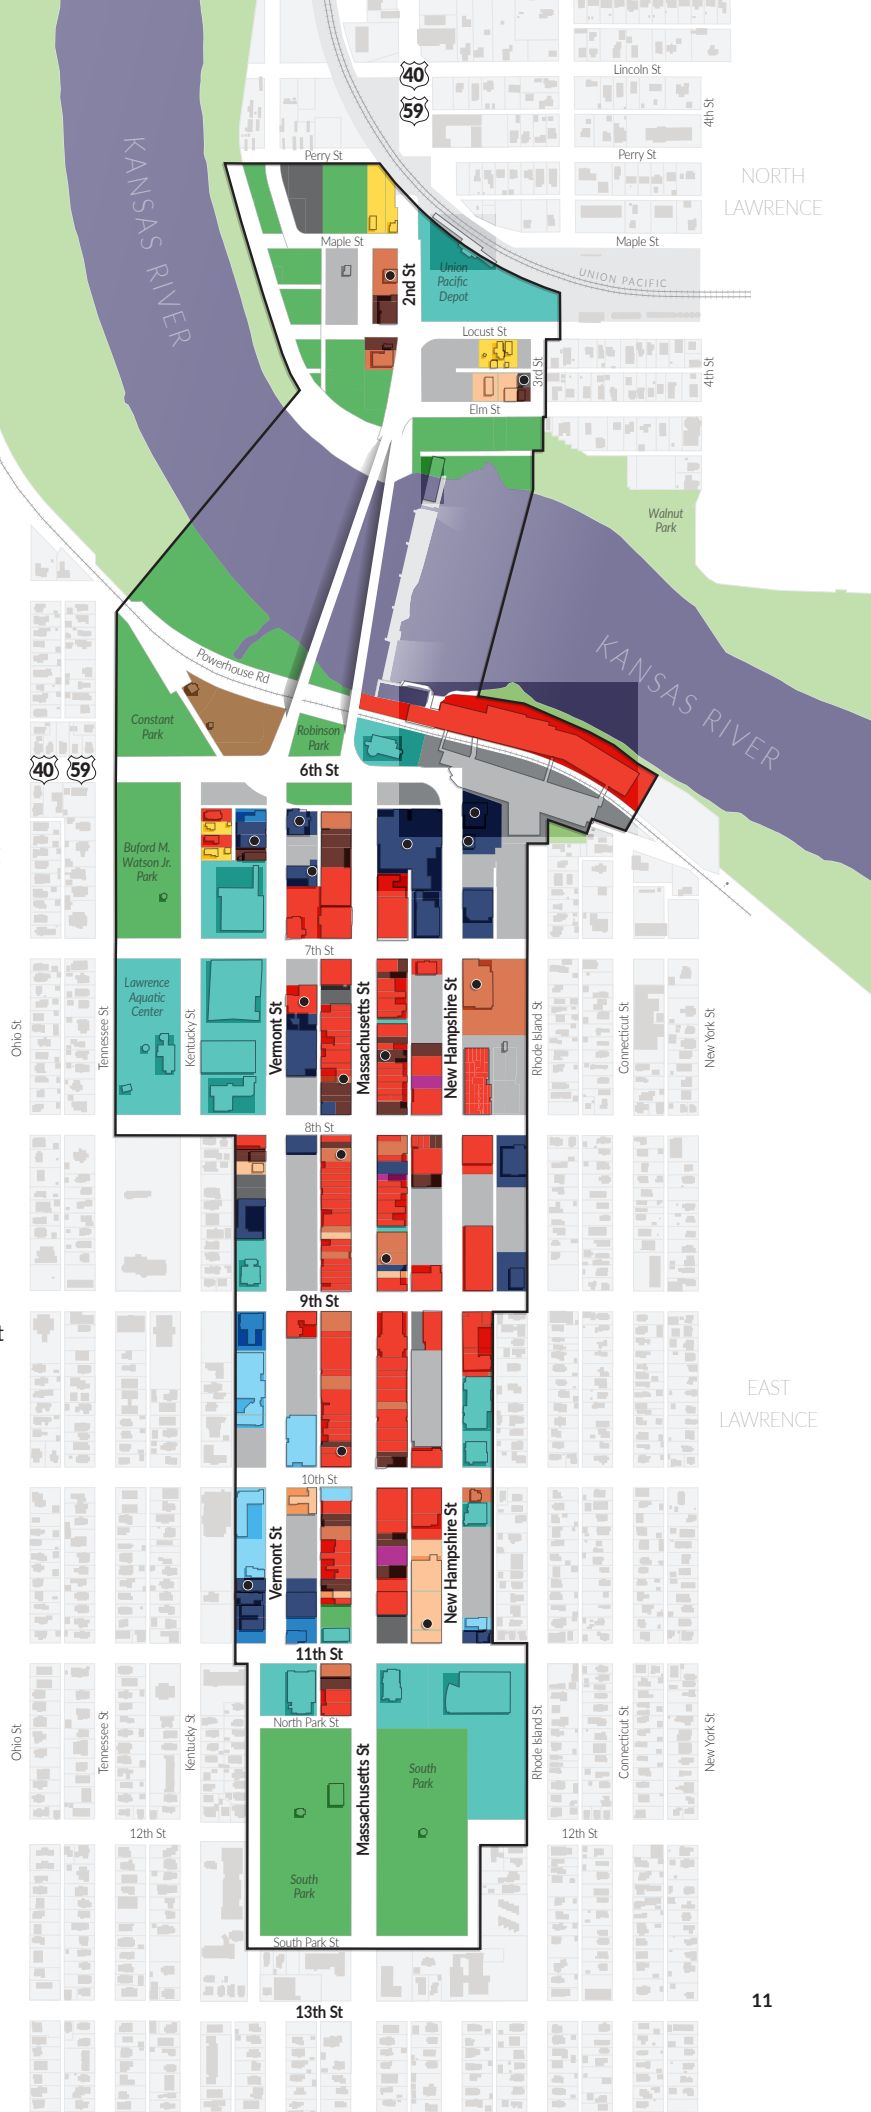 Lincoln St
40
59
4th St
Perry St
Perry St
NORTH
LAWRENCE
KANSAS RIVER
Maple St
Maple St
2nd St
Union
Pacific
Depot
UNION PACIFIC
Locust St
3rd St
4th St
Elm St
Walnut
Park
KANSAS RIVER
Powerhouse Rd
Constant
Park
Robinson
Park
40 59
6th St
Buford M.
Watson Jr.
Park
7th St
Lawrence
Aquatic
Center
Ohio St
Tennessee St
Kentucky St
Vermont St
Massachusetts St
New Hampshire St
Rhode Island St
Connecticut St
New York St
8th St
9th St
t
EAST
LAWRENCE
10th St
Vermont St
New Hampshire St
11th St
North Park St
Ohio St
Tennessee St
Kentucky St
Massachusetts St
South
Park
Rhode Island St
Connecticut St
New York St
12th St
12th St
South
Park
South Park St
11
13th St